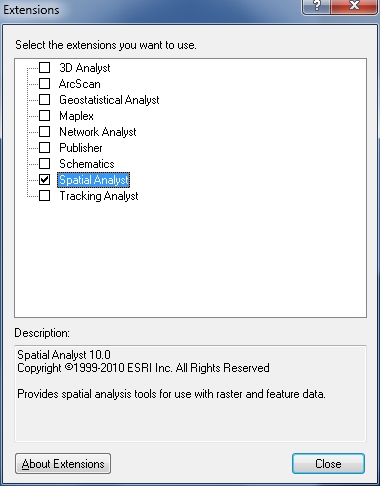 Extensions
Select the extensions you want to use.
3D Analyst
ArcScan
Geostatistical Analyst
Maplex
Network Analyst
Publisher
Schematics
Spatial Analyst
Tracking Analyst
Description:
Spatial Analyst 10.0
Copyright ©1999-2010 ESRI Inc. All Rights Reserved
Provides spatial analysis tools for use with raster and feature data.
About Extensions
Close